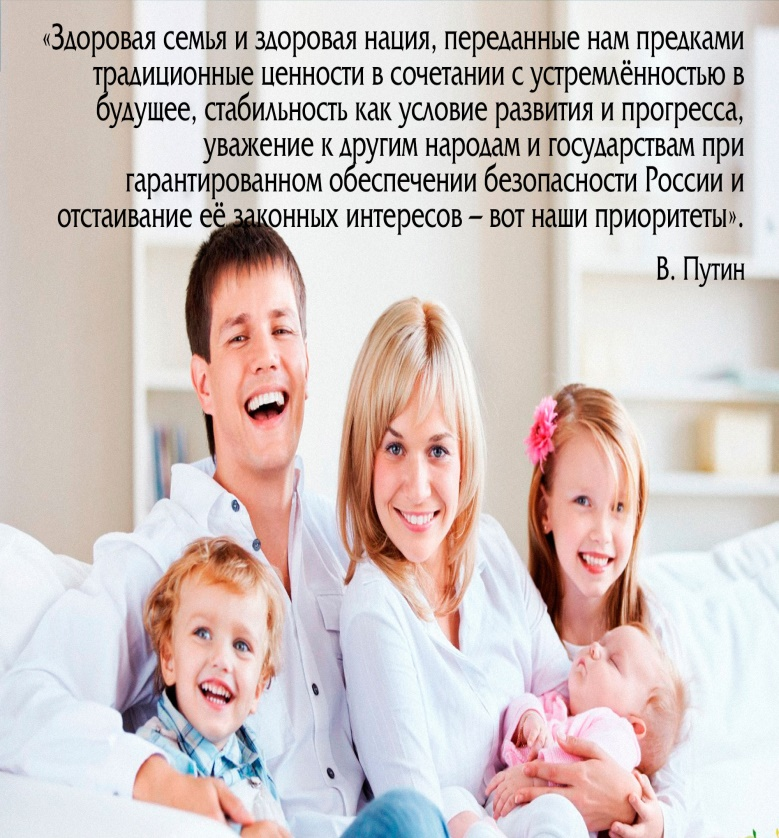 «Здоровая семья и здоровая нация, переданные нам предками
традиционные ценности в сочетании с устремлённостью в
будущее, стабильность как условие развития и прогресса,
уважение к другим народам и государствам при
гарантированном обеспечении безопасности России и
отстаивание её законных интересов – вот наши приоритеты».
В. Путин